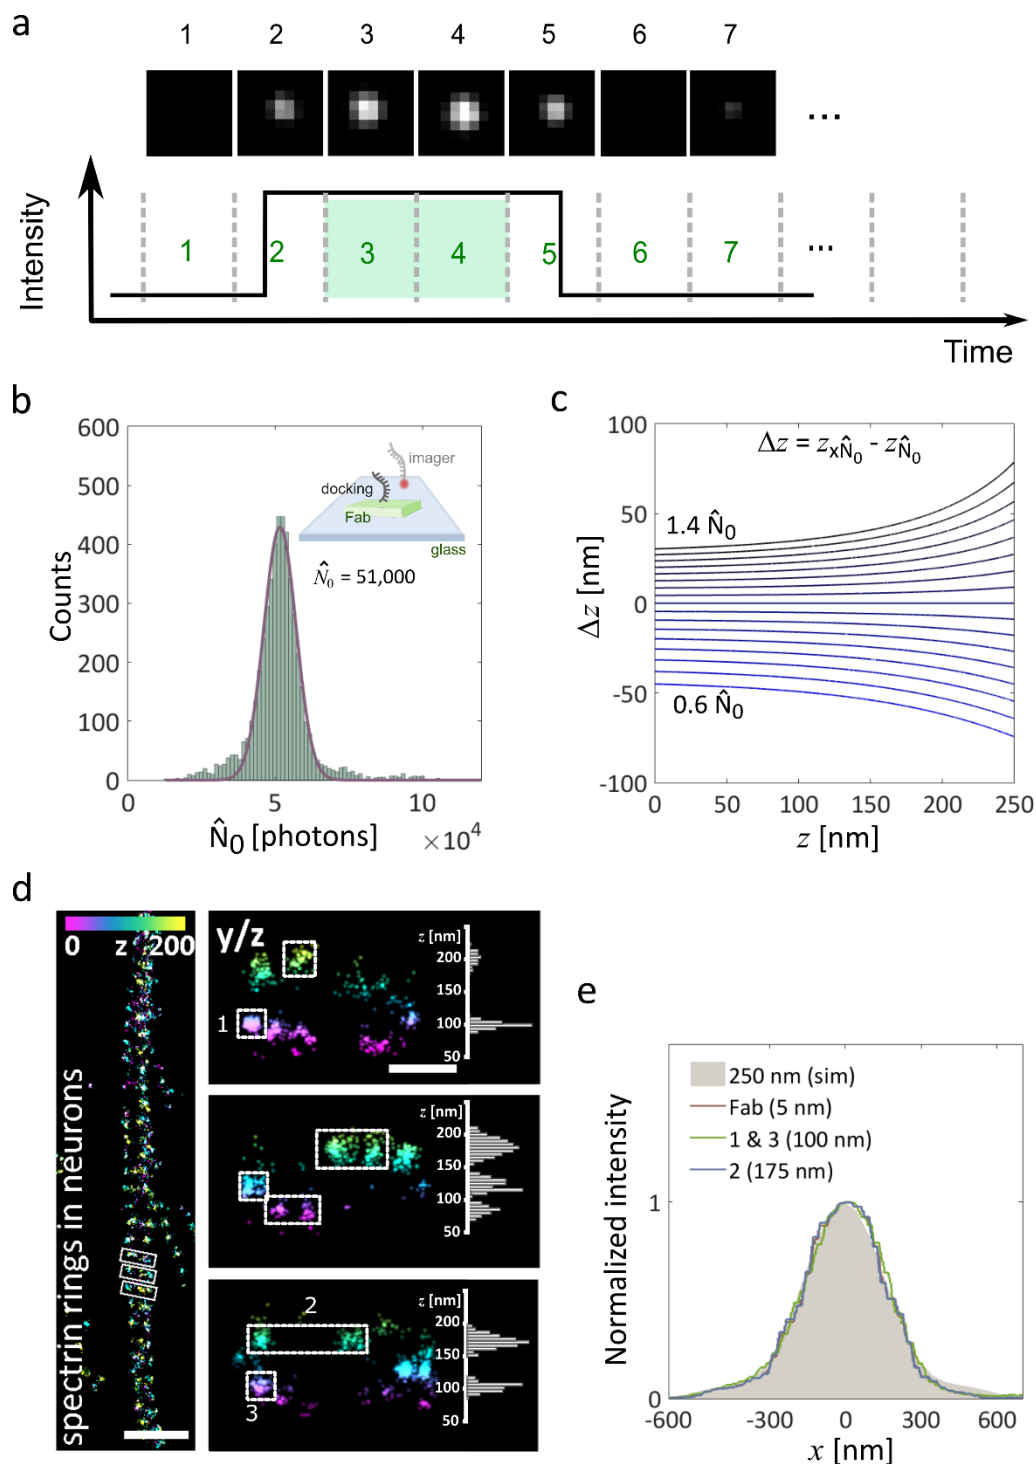 a
1 2 3 4 5 6 7
...
Intensity
1 2 3 4 5 6 7 ...
Time
b
600
500
400
300
200
100
0
Counts
0 5 10
×10⁴
N̂₀ [photons]
imager
docking
Fab
glass
N̂₀ = 51,000
c
100
50
0
-50
-100
Δz [nm]
Δz = z_xN̂₀ - z_N̂₀
1.4 N̂₀
0.6 N̂₀
0 50 100 150 200 250
z [nm]
d
0 z 200
spectrin rings in neurons
y/z
z [nm]
200
150
100
50
1
z [nm]
200
150
100
50
z [nm]
200
150
100
50
2
3
e
250 nm (sim)
Fab (5 nm)
1 & 3 (100 nm)
2 (175 nm)
Normalized intensity
1
0
-600 -300 0 300 600
x [nm]